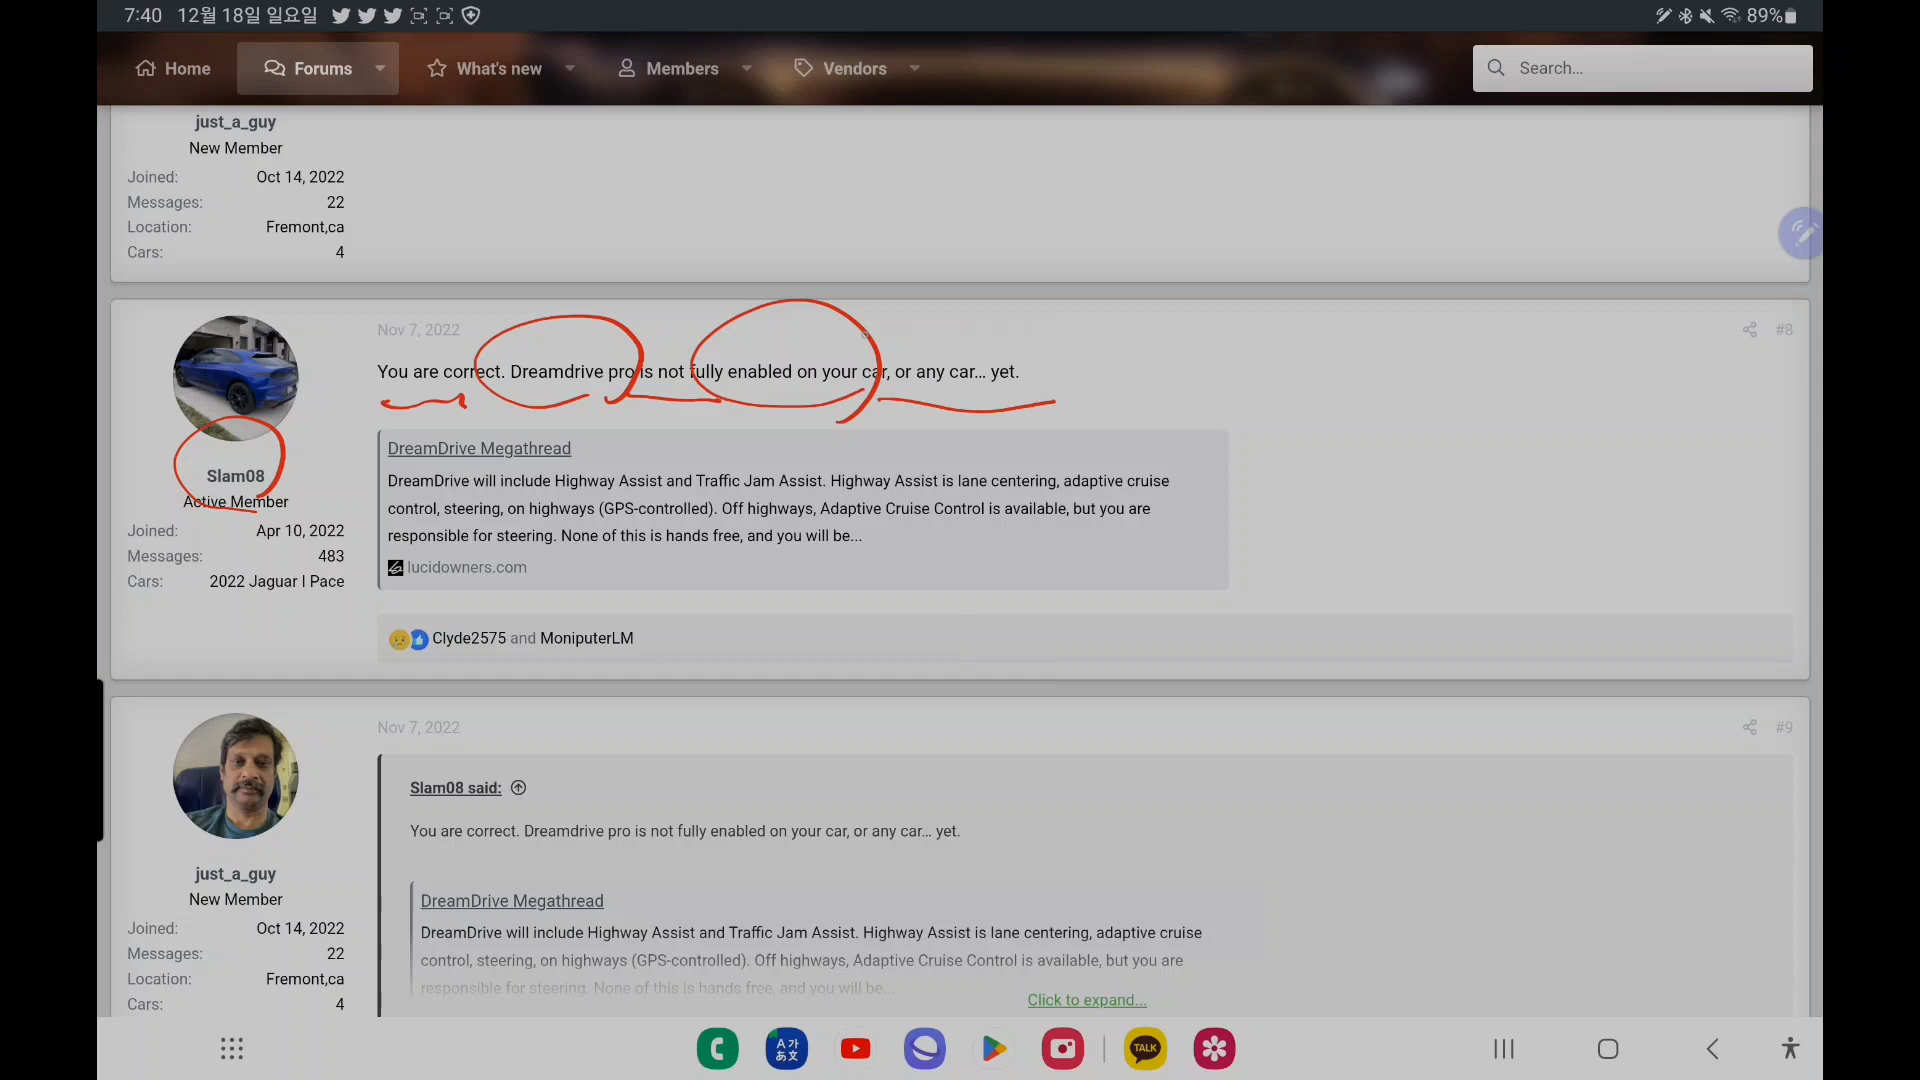 7:40 12월 18일 일요일 89%
Home Forums What's new Members Vendors Search...
just_a_guy
New Member
Joined: Oct 14, 2022
Messages: 22
Location: Fremont,ca
Cars: 4
Nov 7, 2022 #8
You are correct. Dreamdrive pro is not fully enabled on your car, or any car... yet.
DreamDrive Megathread
DreamDrive will include Highway Assist and Traffic Jam Assist. Highway Assist is lane centering, adaptive cruise
control, steering, on highways (GPS-controlled). Off highways, Adaptive Cruise Control is available, but you are
responsible for steering. None of this is hands free, and you will be...
lucidowners.com
Slam08
Active Member
Joined: Apr 10, 2022
Messages: 483
Cars: 2022 Jaguar I Pace
Clyde2575 and MoniputerLM
Nov 7, 2022 #9
Slam08 said:
You are correct. Dreamdrive pro is not fully enabled on your car, or any car... yet.
DreamDrive Megathread
DreamDrive will include Highway Assist and Traffic Jam Assist. Highway Assist is lane centering, adaptive cruise
control, steering, on highways (GPS-controlled). Off highways, Adaptive Cruise Control is available, but you are
responsible for steering. None of this is hands free, and you will be...
Click to expand...
just_a_guy
New Member
Joined: Oct 14, 2022
Messages: 22
Location: Fremont,ca
Cars: 4
A 가
あ 文
TALK